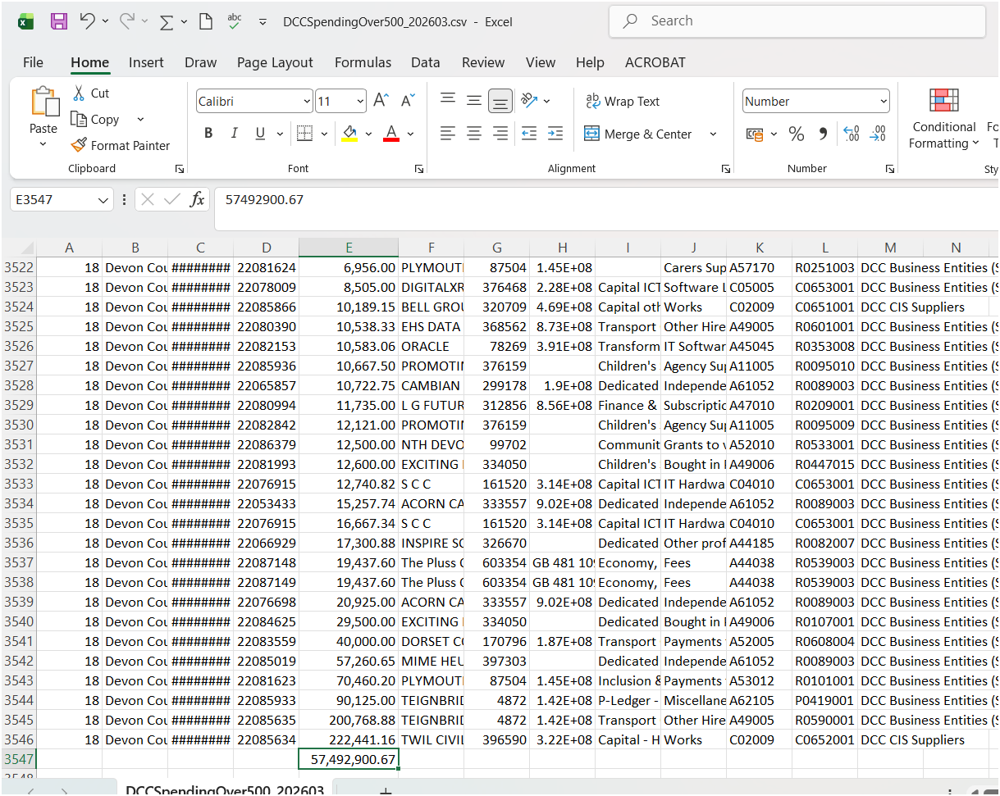 DCCSpendingOver500_202603.csv - Excel
Search
File Home Insert Draw Page Layout Formulas Data Review View Help ACROBAT
Paste
Cut
Copy
Format Painter
Clipboard
Calibri 11
B I U
Font
ab Wrap Text
Merge & Center
Alignment
Number
% 
Number
Conditional
Formatting
E3547 fx 57492900.67
A B C D E F G H I J K L M N
3522 18 Devon Cou ######## 22081624 6,956.00 PLYMOUTH 87504 1.45E+08 Carers Sup A57170 R0251003 DCC Business Entities (S
3523 18 Devon Cou ######## 22078009 8,505.00 DIGITALXR 376468 2.28E+08 Capital ICT Software L C05005 C0653001 DCC Business Entities (S
3524 18 Devon Cou ######## 22085866 10,189.15 BELL GROU 320709 4.69E+08 Capital oth Works C02009 C0651001 DCC CIS Suppliers
3525 18 Devon Cou ######## 22080390 10,538.33 EHS DATA 368562 8.73E+08 Transport Other Hire A49005 R0601001 DCC Business Entities (S
3526 18 Devon Cou ######## 22082153 10,583.06 ORACLE 78269 3.91E+08 Transform IT Softwar A45045 R0353008 DCC Business Entities (S
3527 18 Devon Cou ######## 22085936 10,667.50 PROMOTIN 376159 Children's Agency Sup A11005 R0095010 DCC Business Entities (S
3528 18 Devon Cou ######## 22065857 10,722.75 CAMBIAN 299178 1.9E+08 Dedicated Independe A61052 R0089003 DCC Business Entities (S
3529 18 Devon Cou ######## 22080994 11,735.00 L G FUTUR 312856 8.56E+08 Finance & Subscriptio A47010 R0209001 DCC Business Entities (S
3530 18 Devon Cou ######## 22082842 12,121.00 PROMOTIN 376159 Children's Agency Sup A11005 R0095009 DCC Business Entities (S
3531 18 Devon Cou ######## 22086379 12,500.00 NTH DEVO 99702 Communit Grants to v A52010 R0533001 DCC Business Entities (S
3532 18 Devon Cou ######## 22081993 12,600.00 EXCITING 334050 Children's Bought in A49006 R0447015 DCC Business Entities (S
3533 18 Devon Cou ######## 22076915 12,740.82 S C C 161520 3.14E+08 Capital ICT IT Hardwa C04010 C0653001 DCC Business Entities (S
3534 18 Devon Cou ######## 22053433 15,257.74 ACORN CA 333557 9.02E+08 Dedicated Independe A61052 R0089003 DCC Business Entities (S
3535 18 Devon Cou ######## 22076915 16,667.34 S C C 161520 3.14E+08 Capital ICT IT Hardwa C04010 C0653001 DCC Business Entities (S
3536 18 Devon Cou ######## 22066929 17,300.88 INSPIRE SC 326670 Dedicated Other prof A44185 R0082007 DCC Business Entities (S
3537 18 Devon Cou ######## 22087148 19,437.60 The Pluss C 603354 GB 481 109 Economy, Fees A44038 R0539003 DCC Business Entities (S
3538 18 Devon Cou ######## 22087149 19,437.60 The Pluss C 603354 GB 481 109 Economy, Fees A44038 R0539003 DCC Business Entities (S
3539 18 Devon Cou ######## 22076698 20,925.00 ACORN CA 333557 9.02E+08 Dedicated Independe A61052 R0089003 DCC Business Entities (S
3540 18 Devon Cou ######## 22084625 29,500.00 EXCITING 334050 Dedicated Bought in A49006 R0107001 DCC Business Entities (S
3541 18 Devon Cou ######## 22083559 40,000.00 DORSET CO 170796 1.87E+08 Transport Payments A52005 R0608004 DCC Business Entities (S
3542 18 Devon Cou ######## 22085019 57,260.65 MIME HEU 397303 Dedicated Independe A61052 R0089003 DCC Business Entities (S
3543 18 Devon Cou ######## 22081623 70,460.20 PLYMOUTH 87504 1.45E+08 Inclusion & Payments A53012 R0101001 DCC Business Entities (S
3544 18 Devon Cou ######## 22085933 90,125.00 TEIGNBRID 4872 1.42E+08 P-Ledger - Miscellane A62105 P0419001 DCC Business Entities (S
3545 18 Devon Cou ######## 22085635 200,768.88 TEIGNBRID 4872 1.42E+08 Transport Other Hire A49005 R0590001 DCC Business Entities (S
3546 18 Devon Cou ######## 22085634 222,441.16 TWIL CIVIL 396590 3.22E+08 Capital - H Works C02009 C0652001 DCC CIS Suppliers
3547 57,492,900.67
DCCSpendingOver500_202603